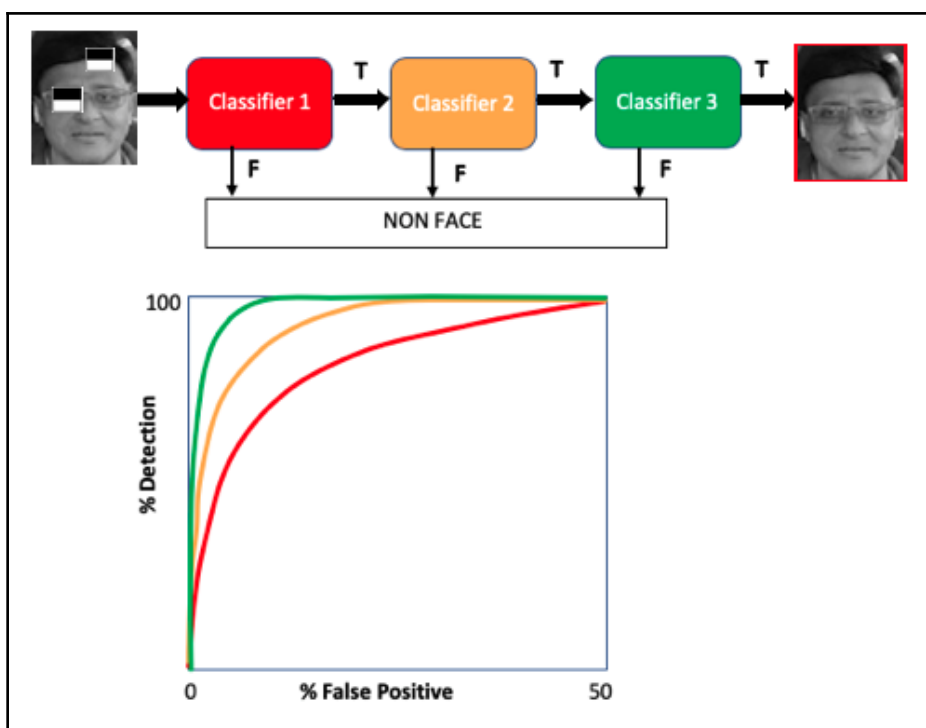 T
T
T
Classifier 1
Classifier 2
Classifier 3
F
F
F
NON FACE
100
% Detection
0
% False Positive
50